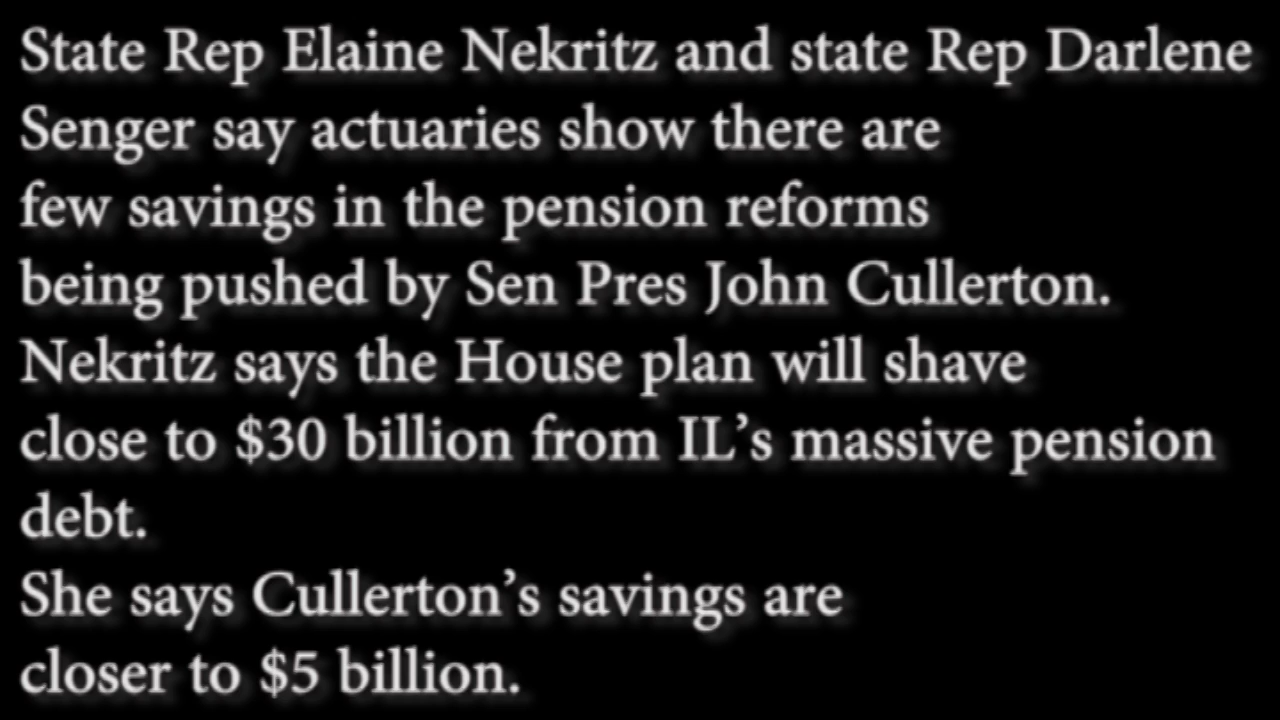 State Rep Elaine Nekritz and state Rep Darlene
Senger say actuaries show there are
few savings in the pension reforms
being pushed by Sen Pres John Cullerton.
Nekritz says the House plan will shave
close to $30 billion from IL’s massive pension
debt.
She says Cullerton’s savings are
closer to $5 billion.